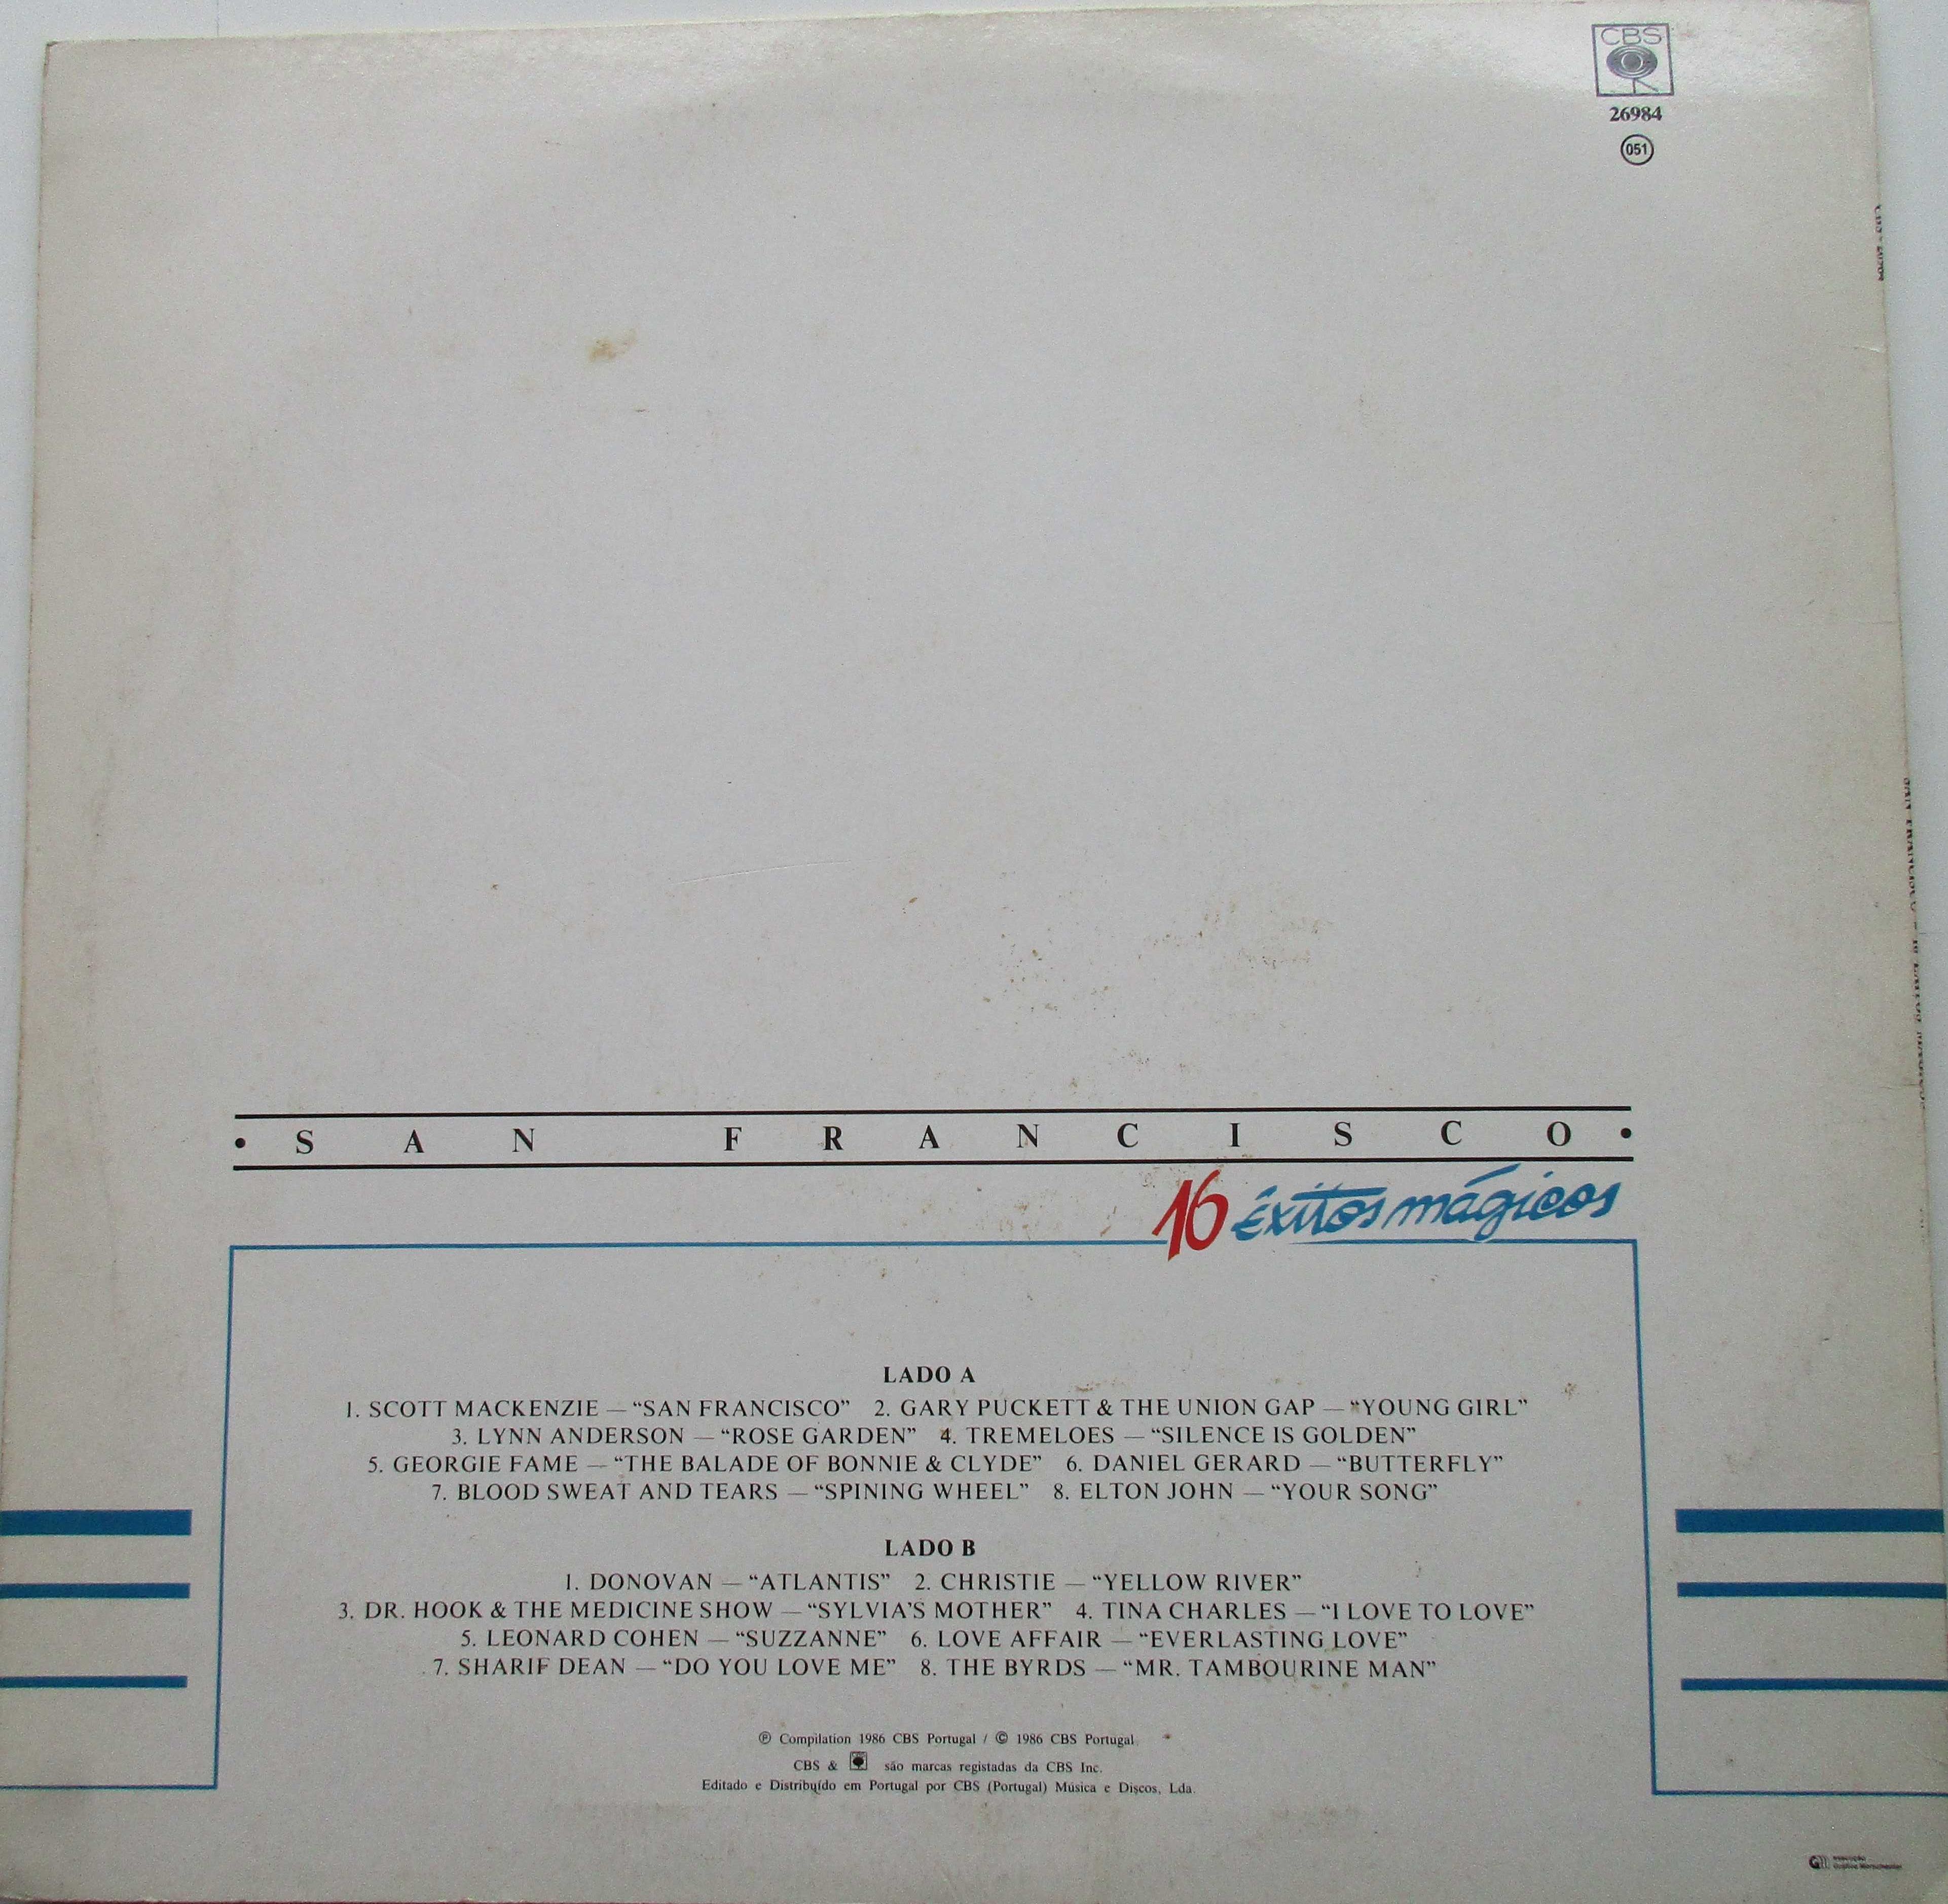 CBS
26984
051
• SAN FRANCISCO •
16 êxitos mágicos
LADO A
1. SCOTT MACKENZIE — “SAN FRANCISCO” 2. GARY PUCKETT & THE UNION GAP — “YOUNG GIRL”
3. LYNN ANDERSON — “ROSE GARDEN” 4. TREMELOES — “SILENCE IS GOLDEN”
5. GEORGIE FAME — “THE BALADE OF BONNIE & CLYDE” 6. DANIEL GERARD — “BUTTERFLY”
7. BLOOD SWEAT AND TEARS — “SPINING WHEEL” 8. ELTON JOHN — “YOUR SONG”
LADO B
1. DONOVAN — “ATLANTIS” 2. CHRISTIE — “YELLOW RIVER”
3. DR. HOOK & THE MEDICINE SHOW — “SYLVIA’S MOTHER” 4. TINA CHARLES — “I LOVE TO LOVE”
5. LEONARD COHEN — “SUZZANNE” 6. LOVE AFFAIR — “EVERLASTING LOVE”
7. SHARIF DEAN — “DO YOU LOVE ME” 8. THE BYRDS — “MR. TAMBOURINE MAN”
℗ Compilation 1986 CBS Portugal / © 1986 CBS Portugal
CBS & são marcas registadas da CBS Inc.
Editado e Distribuído em Portugal por CBS (Portugal) Música e Discos, Lda.